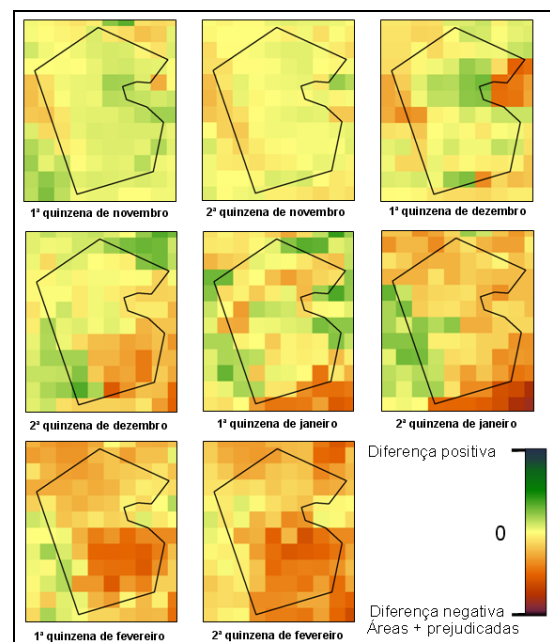 1ª quinzena de novembro
2ª quinzena de novembro
1ª quinzena de dezembro
2ª quinzena de dezembro
1ª quinzena de janeiro
2ª quinzena de janeiro
1ª quinzena de fevereiro
2ª quinzena de fevereiro
Diferença positiva
0
Diferença negativa
Áreas + prejudicadas